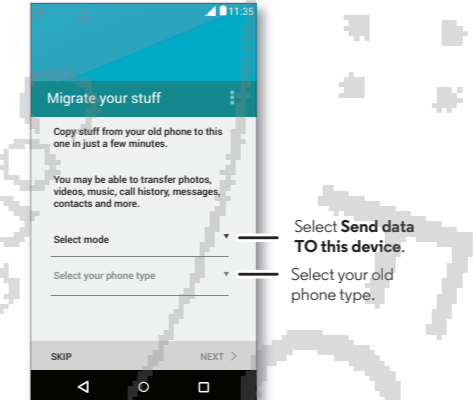 11:35
Migrate your stuff
Copy stuff from your old phone to this
one in just a few minutes.
You may be able to transfer photos,
videos, music, call history, messages,
contacts and more.
Select mode
Select your phone type
SKIP
NEXT
Select Send data
TO this device.
Select your old
phone type.